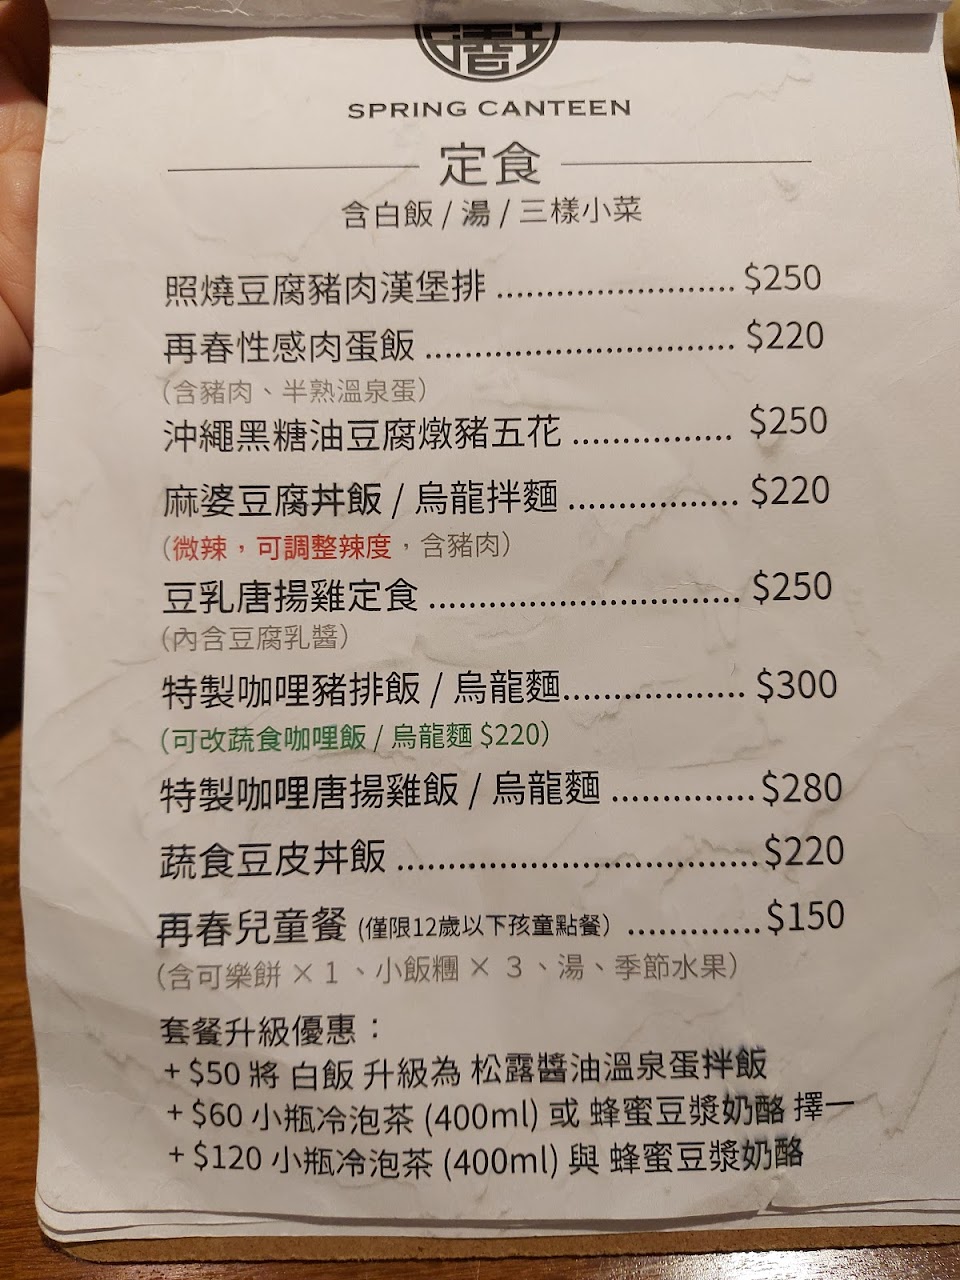 SPRING CANTEEN
定食
含白飯 / 湯 / 三樣小菜
照燒豆腐豬肉漢堡排 ........................ $250
再春性感肉蛋飯 ............................... $220
(含豬肉、半熟溫泉蛋)
沖繩黑糖油豆腐燉豬五花 ................ $250
麻婆豆腐丼飯 / 烏龍拌麵 ................. $220
(微辣，可調整辣度，含豬肉)
豆乳唐揚雞定食 ............................... $250
(內含豆腐乳醬)
特製咖哩豬排飯 / 烏龍麵.................. $300
(可改蔬食咖哩飯 / 烏龍麵 $220)
特製咖哩唐揚雞飯 / 烏龍麵 ..............$280
蔬食豆皮丼飯 ....................................$220
再春兒童餐 (僅限12歲以下孩童點餐) .............$150
(含可樂餅 × 1、小飯糰 × 3、湯、季節水果)
套餐升級優惠：
+ $50 將 白飯 升級為 松露醬油溫泉蛋拌飯
+ $60 小瓶冷泡茶 (400ml) 或 蜂蜜豆漿奶酪 擇一
+ $120 小瓶冷泡茶 (400ml) 與 蜂蜜豆漿奶酪